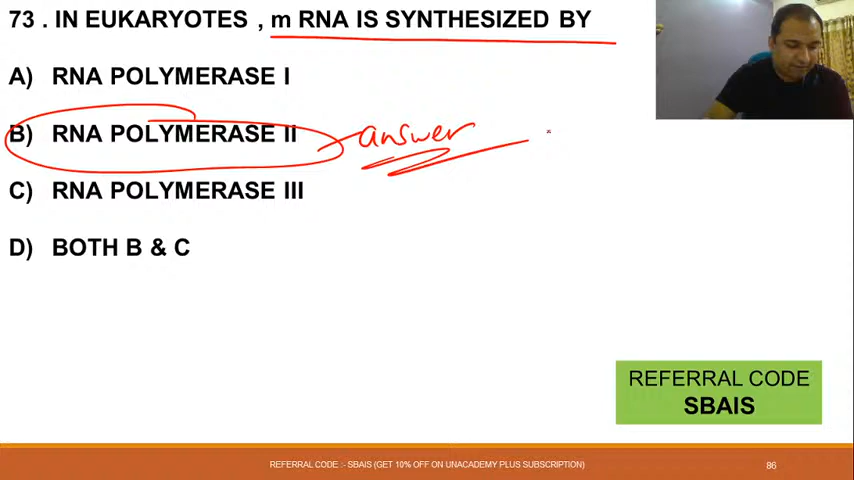 73 . IN EUKARYOTES , m RNA IS SYNTHESIZED BY
A) RNA POLYMERASE I
B) RNA POLYMERASE II answer
C) RNA POLYMERASE III
D) BOTH B & C
REFERRAL CODE
SBAIS
REFERRAL CODE :- SBAIS (GET 10% OFF ON UNACADEMY PLUS SUBSCRIPTION) 86